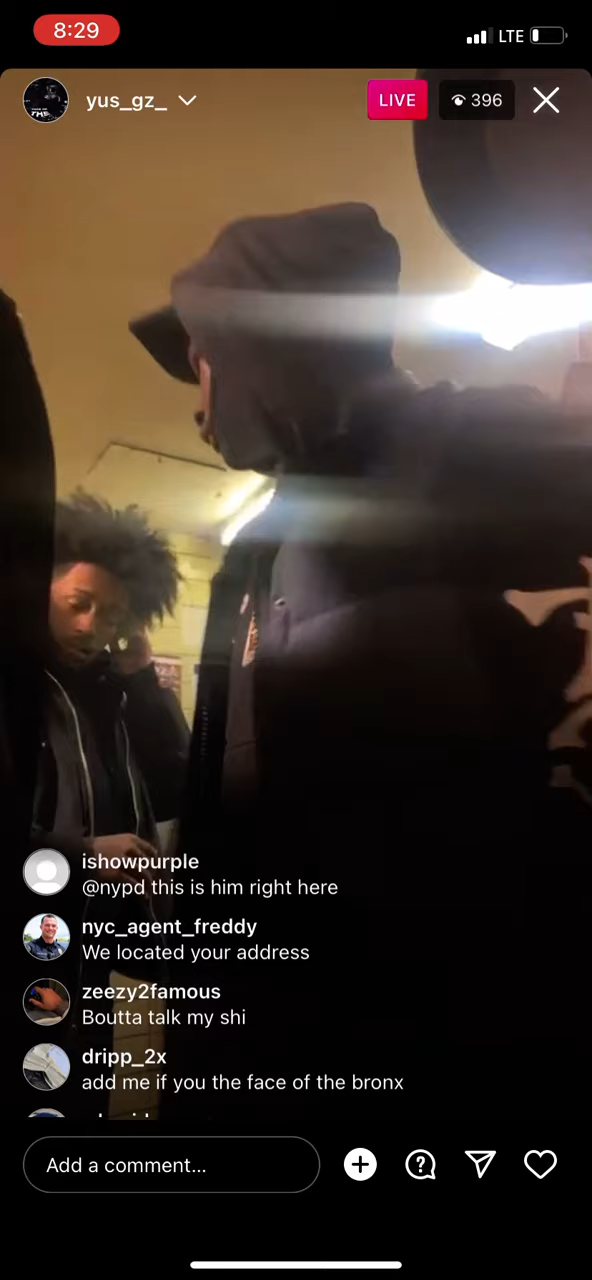 8:29
LTE
yus_gz_
LIVE
396
ishowpurple
@nypd this is him right here
nyc_agent_freddy
We located your address
zeezy2famous
Boutta talk my shi
dripp_2x
add me if you the face of the bronx
Add a comment...